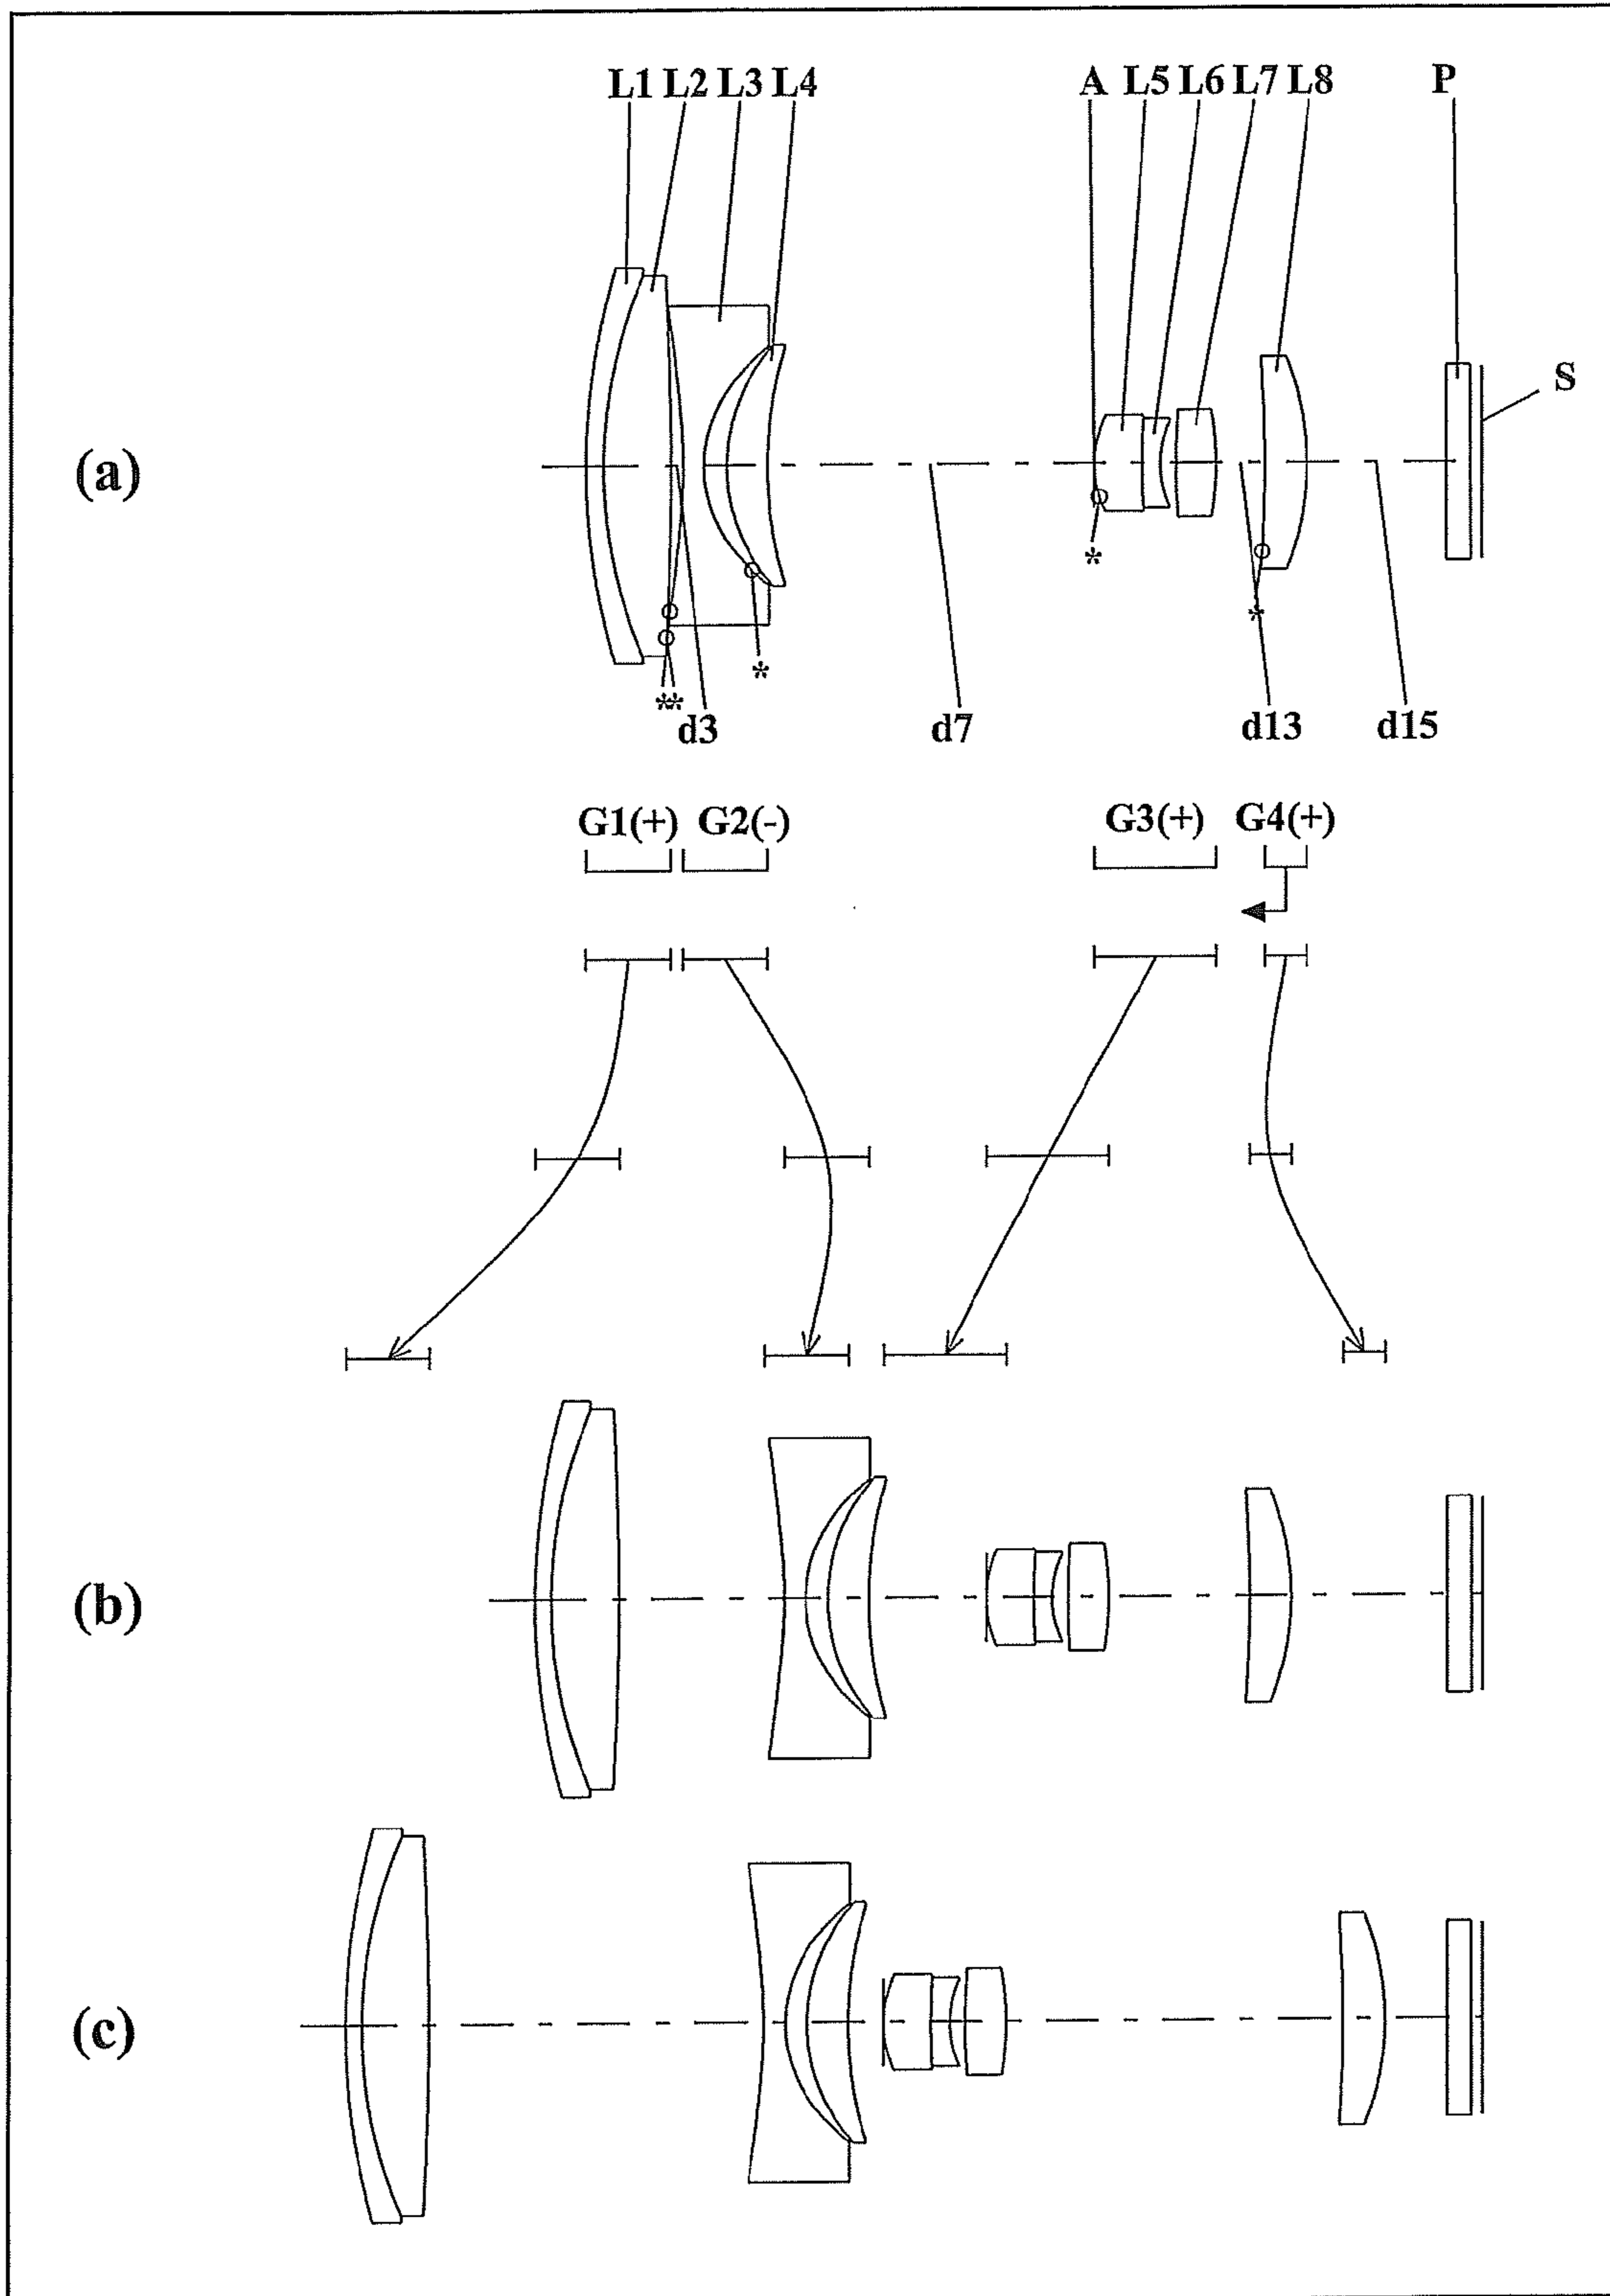 L1 L2 L3 L4 A L5 L6 L7 L8 P
S
(a)
*
*
*
**
d3 d7 d13 d15
G1(+) G2(-) G3(+) G4(+)
(b)
(c)